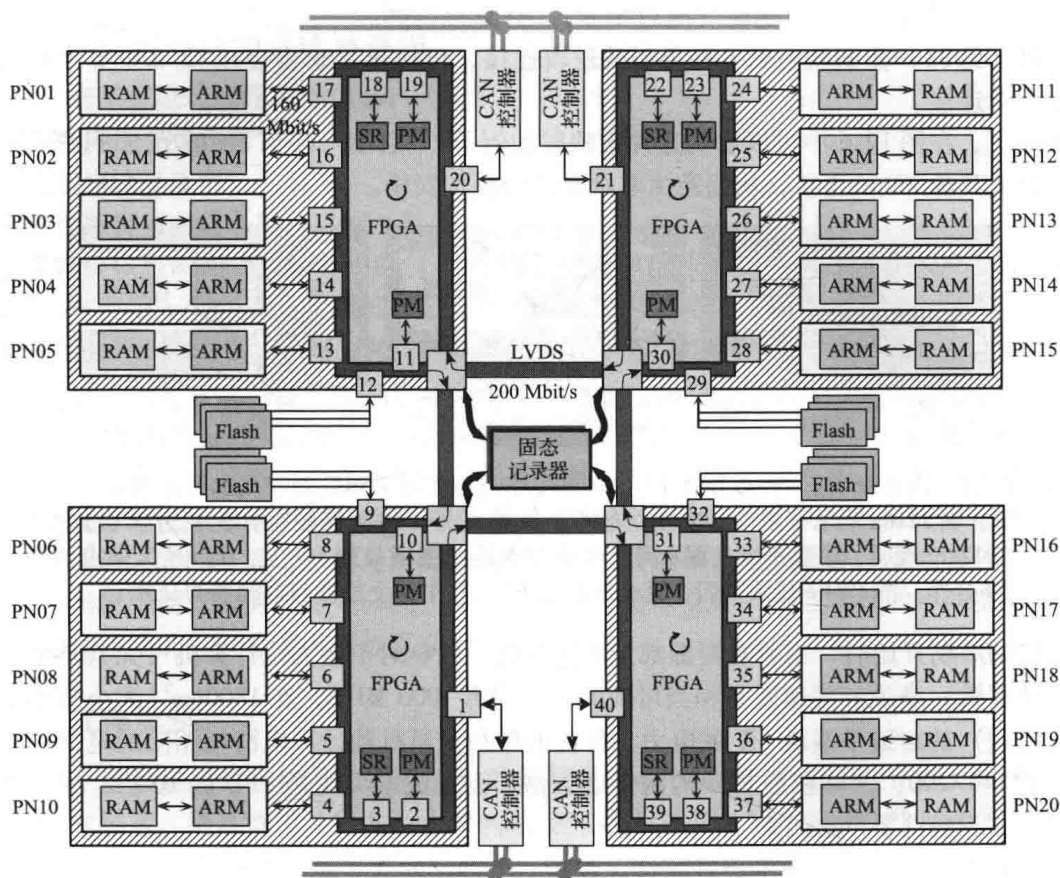 PN01 RAM ARM 160 Mbit/s 17
PN02 RAM ARM 16
PN03 RAM ARM 15
PN04 RAM ARM 14
PN05 RAM ARM 13
18 19
SR PM
20
FPGA
PM
11
12
CAN
控制器
CAN
控制器
22 23
SR PM
21
FPGA
PM
30
29
24 ARM RAM PN11
25 ARM RAM PN12
26 ARM RAM PN13
27 ARM RAM PN14
28 ARM RAM PN15
LVDS
200 Mbit/s
Flash
Flash
固态
记录器
Flash
Flash
9
10
PM
FPGA
1
SR PM
3 2
PN06 RAM ARM 8
PN07 RAM ARM 7
PN08 RAM ARM 6
PN09 RAM ARM 5
PN10 RAM ARM 4
CAN
控制器
CAN
控制器
32
31
PM
FPGA
40
SR PM
39 38
33 ARM RAM PN16
34 ARM RAM PN17
35 ARM RAM PN18
36 ARM RAM PN19
37 ARM RAM PN20